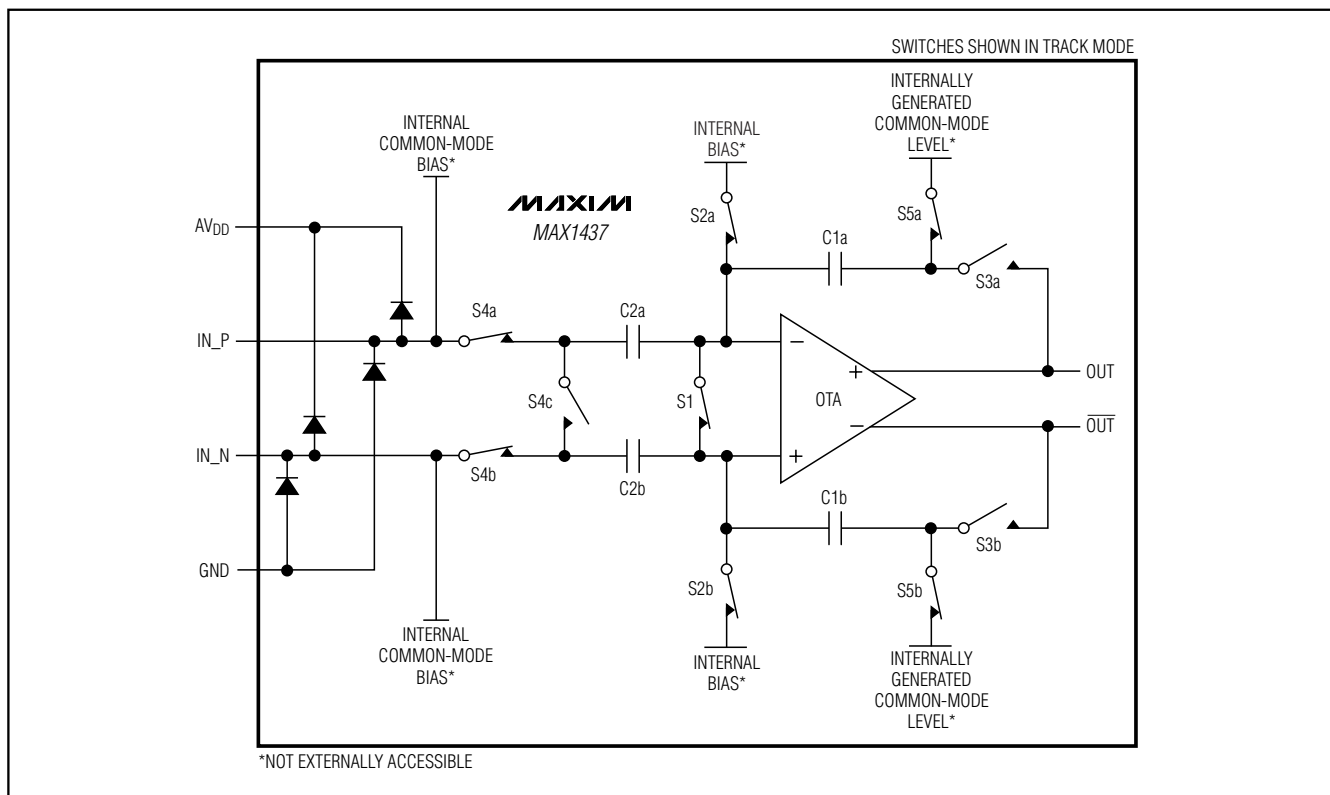 SWITCHES SHOWN IN TRACK MODE
INTERNALLY
GENERATED
COMMON-MODE
LEVEL*
INTERNAL
COMMON-MODE
BIAS*
INTERNAL
BIAS*
MAXIM
MAX1437
S2a
S5a
AVDD
C1a
S3a
S4a
C2a
IN_P
OUT
S4c
S1
OTA
OUT
IN_N
S4b
C2b
C1b
S3b
GND
S2b
S5b
INTERNAL
COMMON-MODE
BIAS*
INTERNAL
BIAS*
INTERNALLY
GENERATED
COMMON-MODE
LEVEL*
*NOT EXTERNALLY ACCESSIBLE